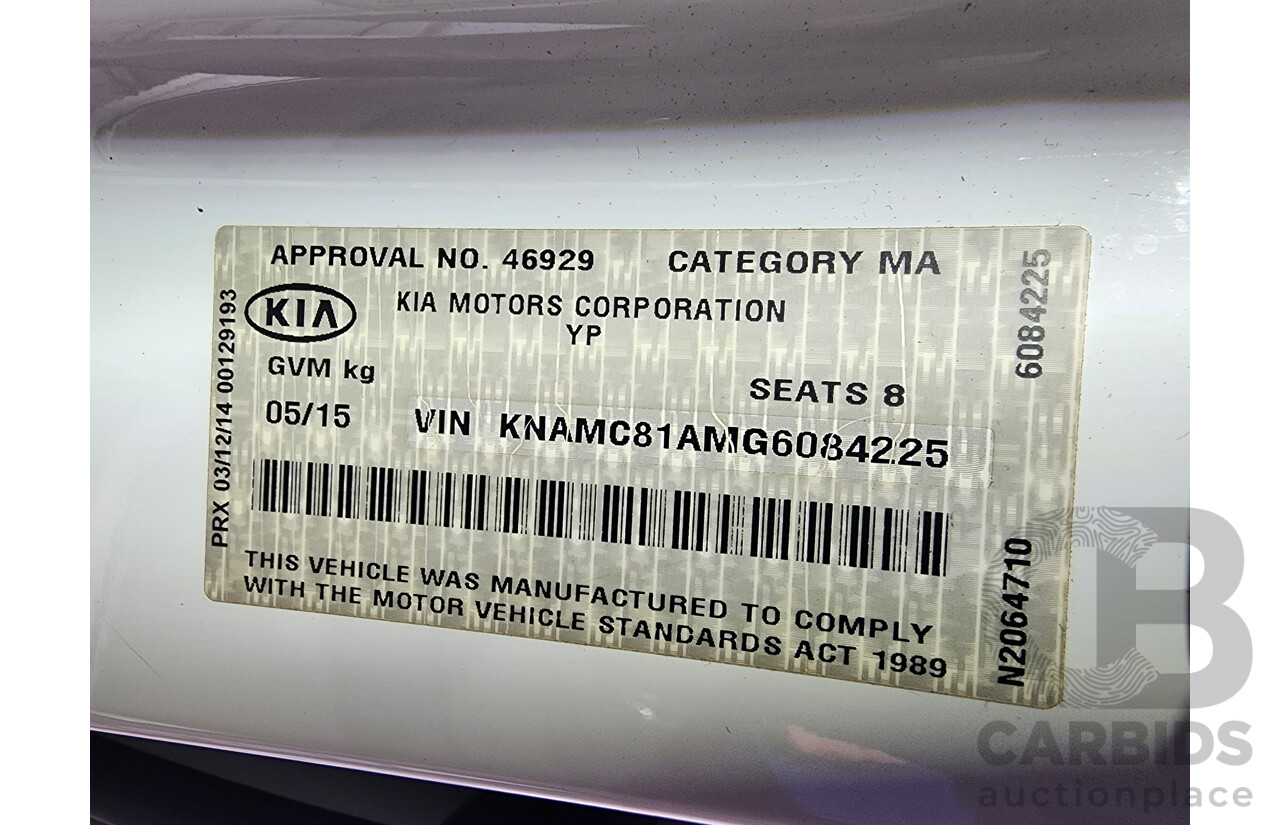 APPROVAL NO. 46929 CATEGORY MA
KIA
KIA MOTORS CORPORATION
YP
GVM kg
SEATS 8
05/15 VIN KNAMC81AMG6084225
THIS VEHICLE WAS MANUFACTURED TO COMPLY
WITH THE MOTOR VEHICLE STANDARDS ACT 1989
PRX 03/12/14 00129193
6084225
N2064710
B
CARBIDS
auctionplace